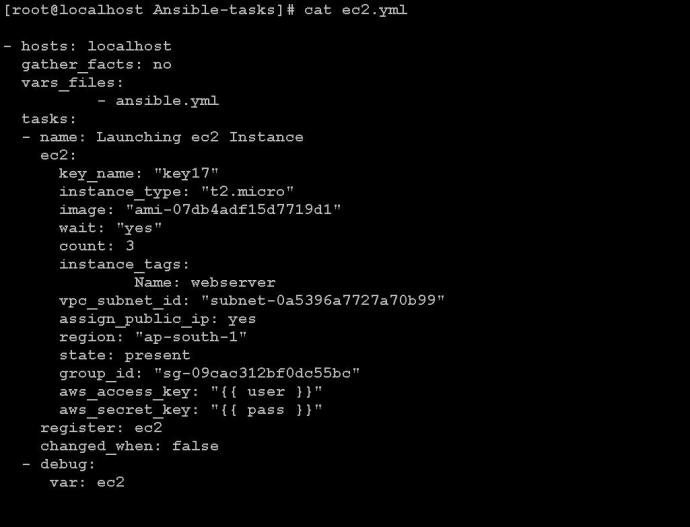 [root@localhost Ansible-tasks]# cat ec2.yml
- hosts: localhost
  gather_facts: no
  vars_files:
          - ansible.yml
  tasks:
  - name: Launching ec2 Instance
    ec2:
      key_name: "key17"
      instance_type: "t2.micro"
      image: "ami-07db4adf15d7719d1"
      wait: "yes"
      count: 3
      instance_tags:
              Name: webserver
      vpc_subnet_id: "subnet-0a5396a7727a70b99"
      assign_public_ip: yes
      region: "ap-south-1"
      state: present
      group_id: "sg-09cac312bf0dc55bc"
      aws_access_key: "{{ user }}"
      aws_secret_key: "{{ pass }}"
    register: ec2
    changed_when: false
  - debug:
     var: ec2